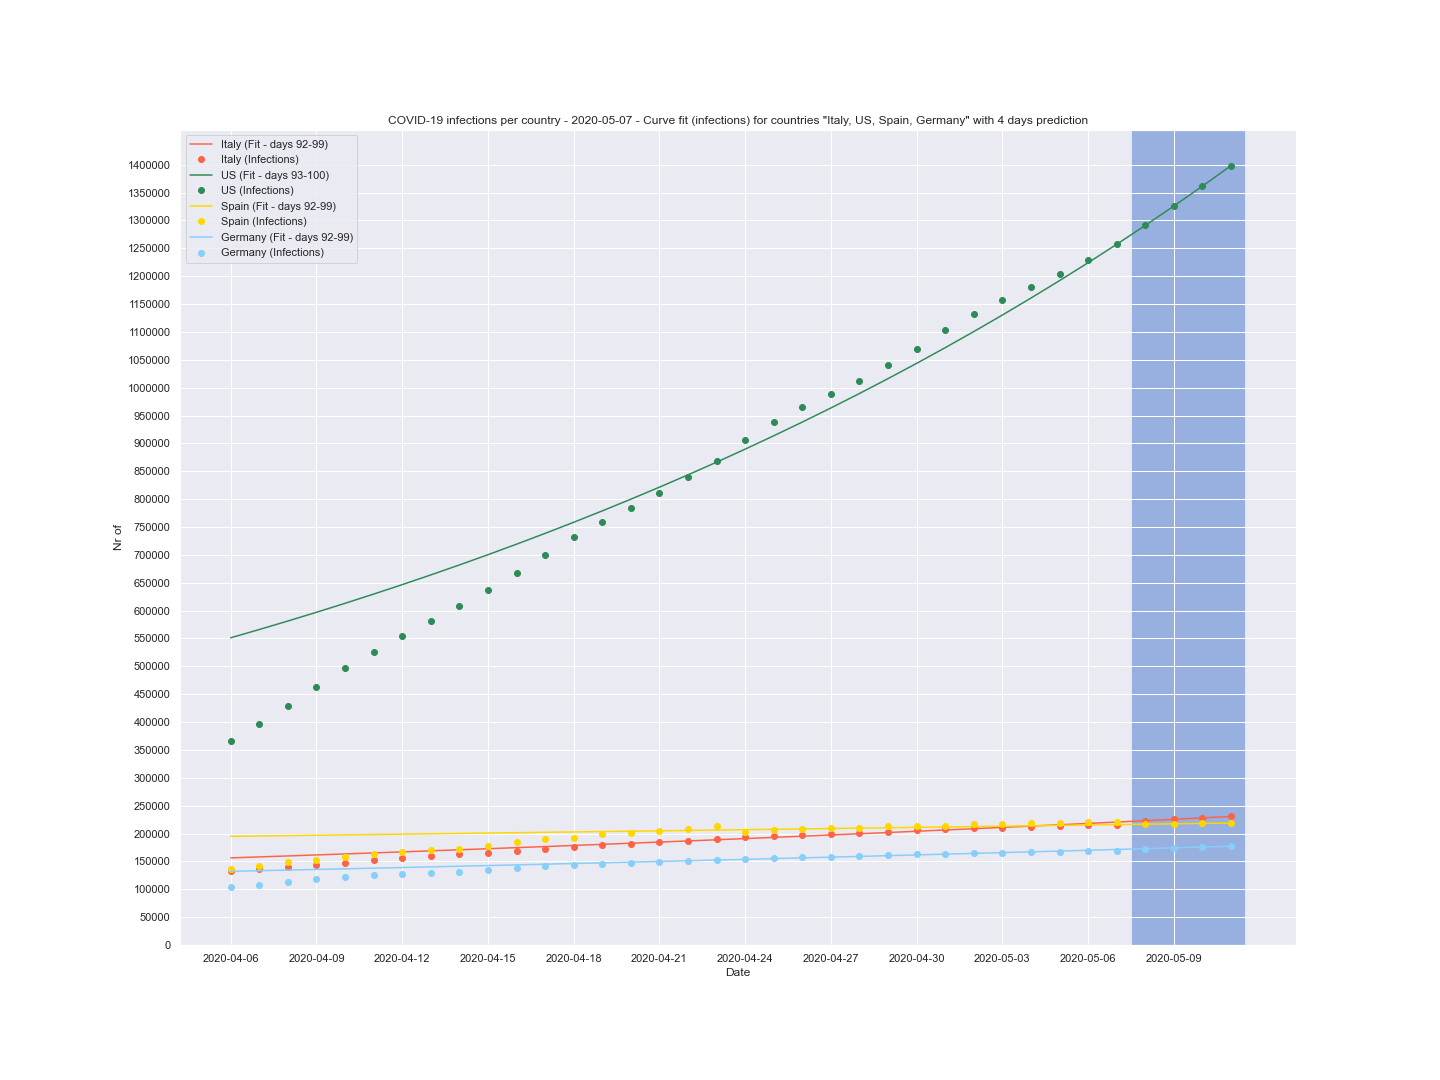 COVID-19 infections per country - 2020-05-07 - Curve fit (infections) for countries "Italy, US, Spain, Germany" with 4 days prediction
Italy (Fit - days 92-99)
Italy (Infections)
US (Fit - days 93-100)
US (Infections)
Spain (Fit - days 92-99)
Spain (Infections)
Germany (Fit - days 92-99)
Germany (Infections)
1400000
1350000
1300000
1250000
1200000
1150000
1100000
1050000
1000000
950000
900000
850000
800000
750000
700000
650000
600000
550000
500000
450000
400000
350000
300000
250000
200000
150000
100000
50000
0
Nr of
2020-04-06 2020-04-09 2020-04-12 2020-04-15 2020-04-18 2020-04-21 2020-04-24 2020-04-27 2020-04-30 2020-05-03 2020-05-06 2020-05-09
Date